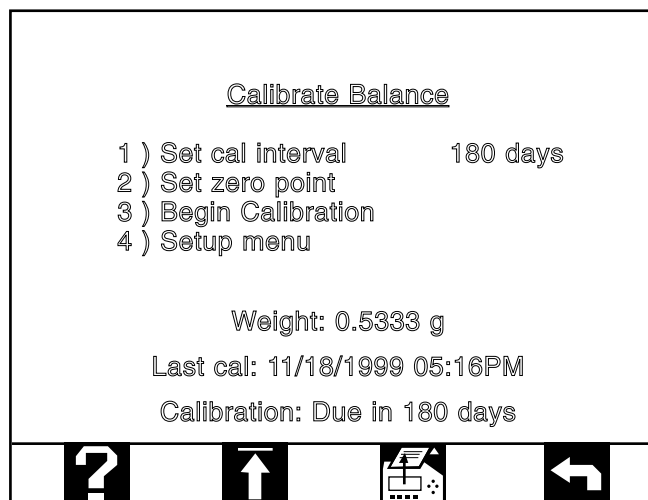 Calibrate Balance
1 ) Set cal interval 180 days
2 ) Set zero point
3 ) Begin Calibration
4 ) Setup menu
Weight: 0.5333 g
Last cal: 11/18/1999 05:16PM
Calibration: Due in 180 days
?